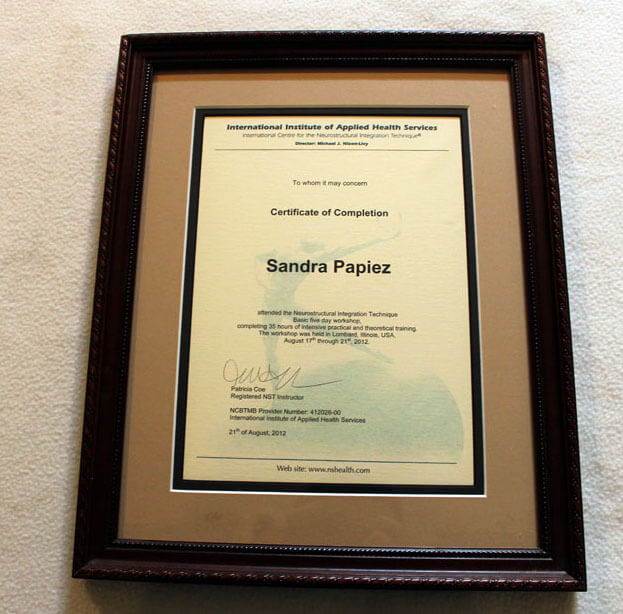 International Institute of Applied Health Services
International Centre for the Neurostructural Integration Technique®
Director: Michael J. Nixon-Livy
To whom it may concern
Certificate of Completion
Sandra Papiez
attended the Neurostructural Integration Technique
Basic five day workshop,
completing 35 hours of intensive practical and theoretical training.
The workshop was held in Lombard, Illinois, USA,
August 17th through 21st, 2012.
Patricia Coe
Registered NST Instructor
NCBTMB Provider Number: 412026-00
International Institute of Applied Health Services
21st of August, 2012
Web site: www.nshealth.com